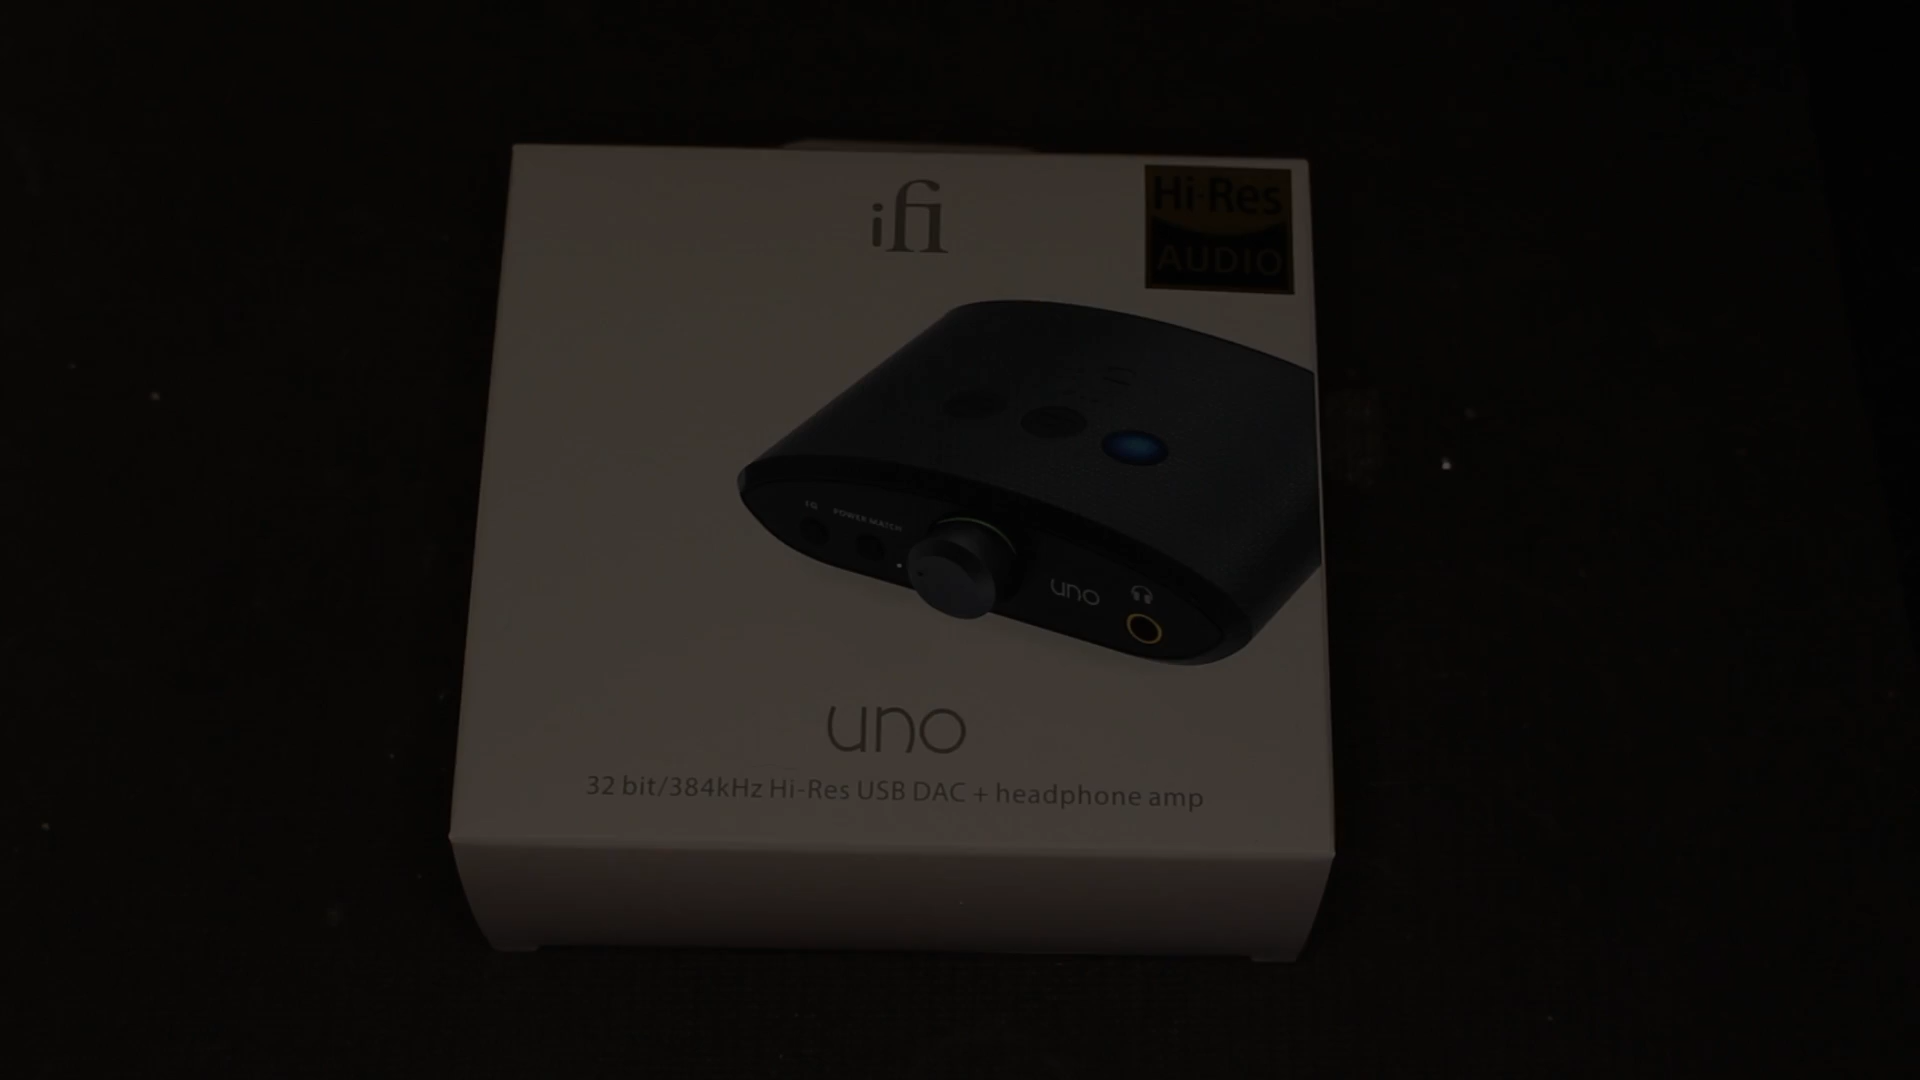 ifi
Hi-Res
AUDIO
EQ POWER MATCH
uno
uno
32 bit/384kHz Hi-Res USB DAC + headphone amp